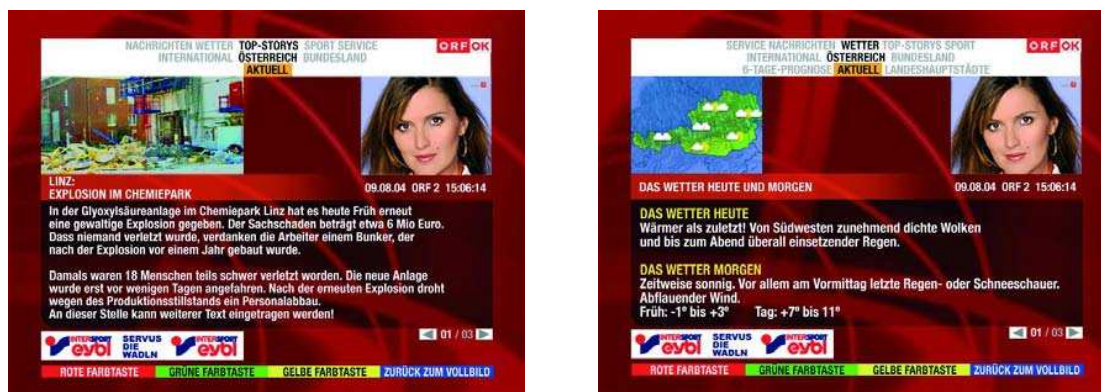 NACHRICHTEN WETTER TOP-STORYS SPORT SERVICE
INTERNATIONAL ÖSTERREICH BUNDESLAND
AKTUELL
ORF OK
LINZ:
EXPLOSION IM CHEMIEPARK
09.08.04 ORF 2 15:06:14
In der Glyoxylsäureanlage im Chemiepark Linz hat es heute Früh erneut
eine gewaltige Explosion gegeben. Der Sachschaden beträgt etwa 6 Mio Euro.
Dass niemand verletzt wurde, verdanken die Arbeiter einem Bunker, der
nach der Explosion vor einem Jahr gebaut wurde.
Damals waren 18 Menschen teils schwer verletzt worden. Die neue Anlage
wurde erst vor wenigen Tagen angefahren. Nach der erneuten Explosion droht
wegen des Produktionsstillstands ein Personalabbau.
An dieser Stelle kann weiterer Text eingetragen werden!
01 / 03
INTERSPORT eybl SERVUS DIE WADLN INTERSPORT eybl
ROTE FARBTASTE GRÜNE FARBTASTE GELBE FARBTASTE ZURÜCK ZUM VOLLBILD
SERVICE NACHRICHTEN WETTER TOP-STORYS SPORT
INTERNATIONAL ÖSTERREICH BUNDESLAND
6-TAGE-PROGNOSE AKTUELL LANDESHAUPTSTÄDTE
ORF OK
DAS WETTER HEUTE UND MORGEN
09.08.04 ORF 2 15:06:14
DAS WETTER HEUTE
Wärmer als zuletzt! Von Südwesten zunehmend dichte Wolken
und bis zum Abend überall einsetzender Regen.
DAS WETTER MORGEN
Zeitweise sonnig. Vor allem am Vormittag letzte Regen- oder Schneeschauer.
Abflauender Wind.
Früh: -1° bis +3° Tag: +7° bis 11°
01 / 03
INTERSPORT eybl SERVUS DIE WADLN INTERSPORT eybl
ROTE FARBTASTE GRÜNE FARBTASTE GELBE FARBTASTE ZURÜCK ZUM VOLLBILD